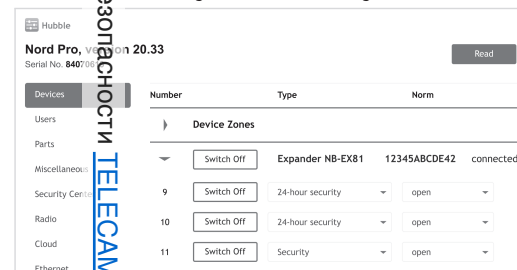 Hubble
Nord Pro, version 20.33
Serial No. 84070
Read
Devices
Number Type Norm
Users
Device Zones
Parts
Switch Off Expander NB-EX81 12345ABCDE42 connected
Miscellaneous
Security Center
9 Switch Off 24-hour security open
Radio
10 Switch Off 24-hour security open
Cloud
11 Switch Off Security open
Ethernet
езопасности TELECAM